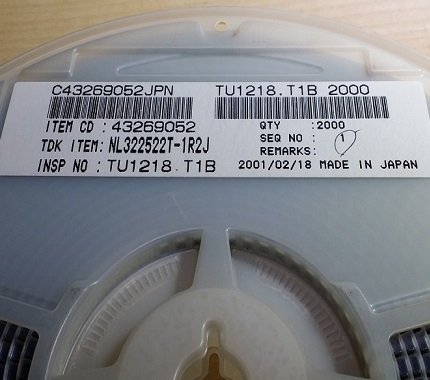 C43269052JPN TU1218.T1B 2000
ITEM CD : 43269052 QTY :2000
TDK ITEM: NL322522T-1R2J SEQ NO : 1
INSP NO : TU1218.T1B REMARKS:
2001/02/18 MADE IN JAPAN